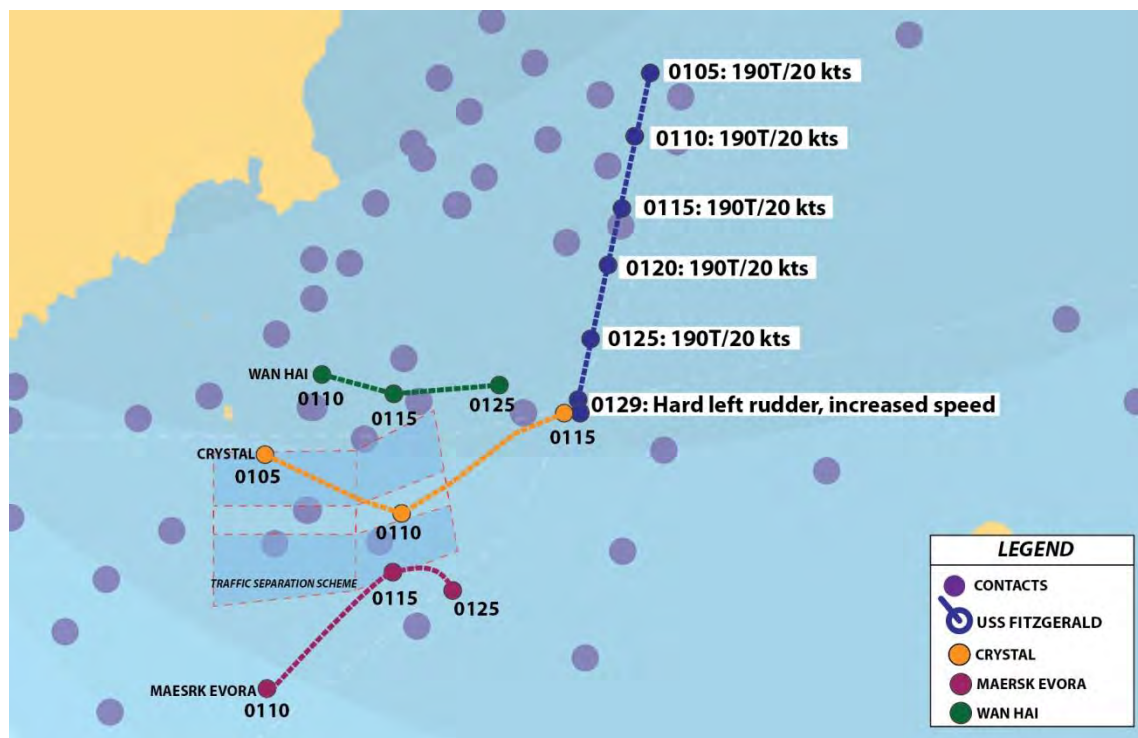 0105: 190T/20 kts
0110: 190T/20 kts
0115: 190T/20 kts
0120: 190T/20 kts
0125: 190T/20 kts
WAN HAI
0110
0115
0125
0129: Hard left rudder, increased speed
0115
CRYSTAL
0105
0110
TRAFFIC SEPARATION SCHEME
0115
0125
MAESRK EVORA
0110
LEGEND
CONTACTS
USS FITZGERALD
CRYSTAL
MAERSK EVORA
WAN HAI